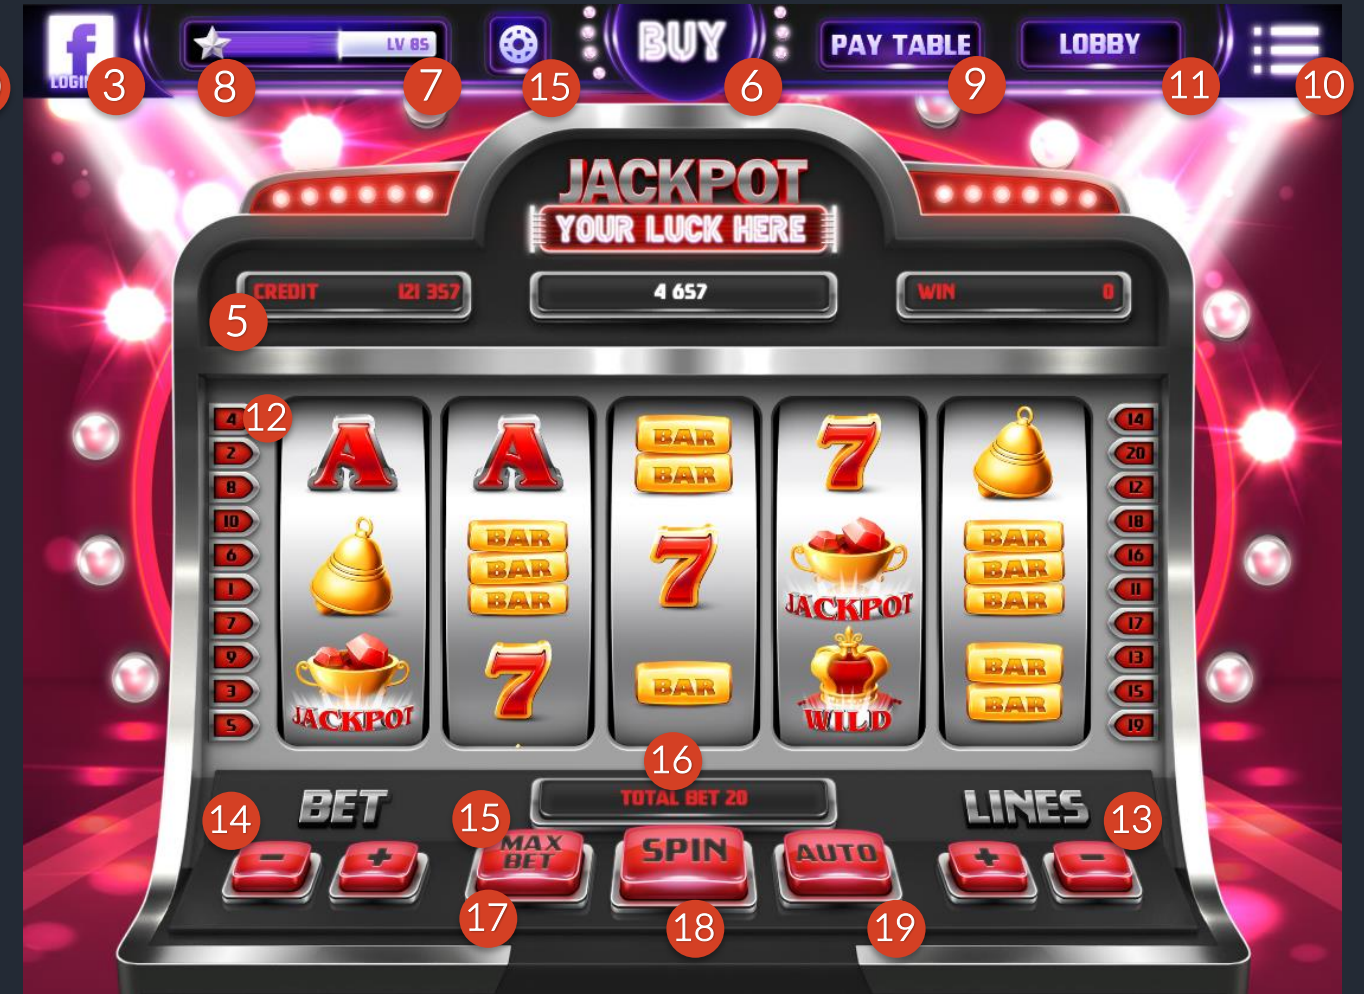 LOGIN
LV 85
BUY
PAY TABLE
LOBBY
3
8
7
15
6
9
11
10
JACKPOT
YOUR LUCK HERE
CREDIT 121 357
4 657
WIN 0
5
4
12
2
8
10
6
1
7
9
3
5
A
A
BAR
BAR
7
BAR
BAR
BAR
7
JACKPOT
BAR
BAR
BAR
JACKPOT
7
BAR
WILD
BAR
BAR
14
20
12
18
16
11
17
13
15
19
16
TOTAL BET 20
BET
LINES
14
15
13
-
+
MAX
BET
SPIN
AUTO
+
-
17
18
19